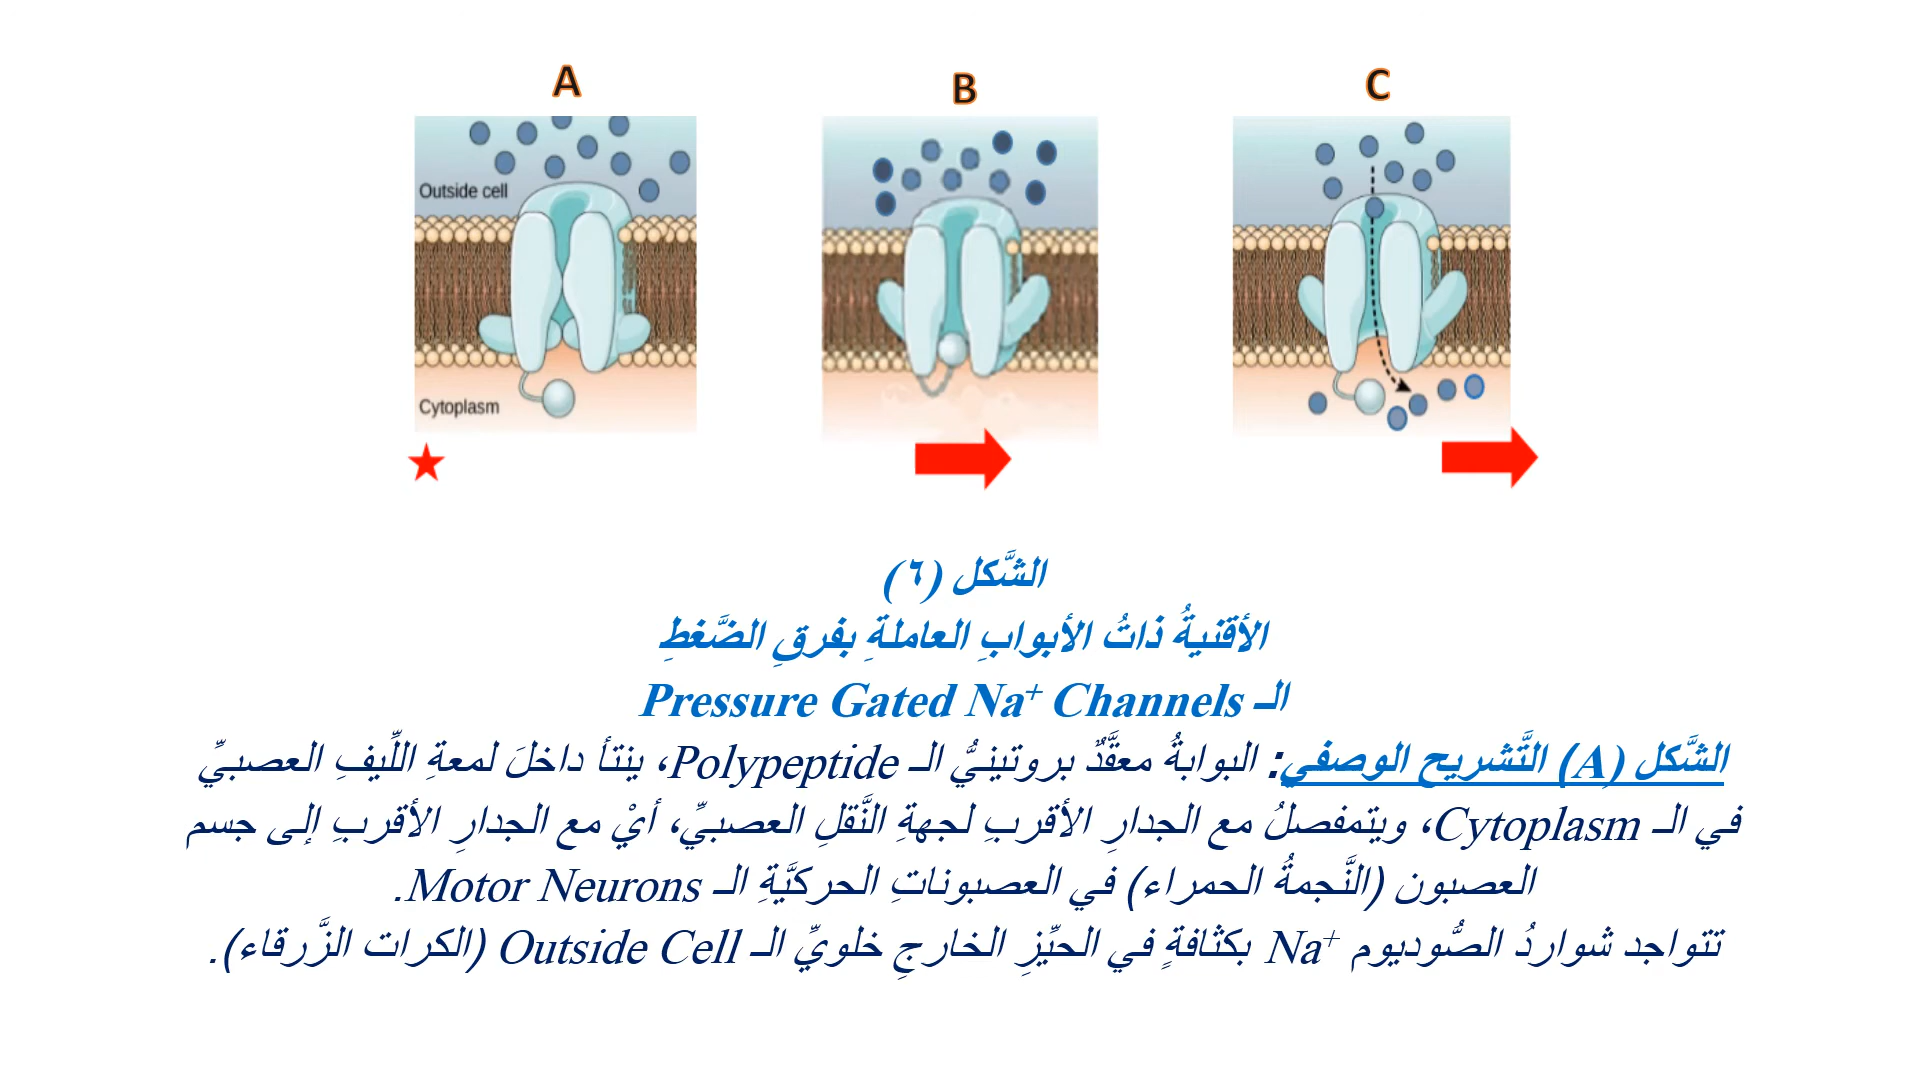 A
B
C
Outside cell
Cytoplasm
الشَّكل (٦)
الأقنيةُ ذاتُ الأبوابِ العاملةِ بفرقِ الضَّغطِ
الـ Pressure Gated Na⁺ Channels
الشَّكل (A) التَّشريح الوصفي: البوابةُ معقَّدٌ بروتينيُّ الـ Polypeptide، ينتأ داخلَ لمعةِ اللِّيفِ العصبيِّ
في الـ Cytoplasm، ويتمفصلُ مع الجدارِ الأقربِ لجهةِ النَّقلِ العصبيِّ، أيْ مع الجدارِ الأقربِ إلى جسم
العصبون (النَّجمةُ الحمراء) في العصبوناتِ الحركيَّةِ الـ Motor Neurons.
تتواجد شواردُ الصُّوديوم Na⁺ بكثافةٍ في الحيِّزِ الخارجِ خلويِّ الـ Outside Cell (الكرات الزَّرقاء).